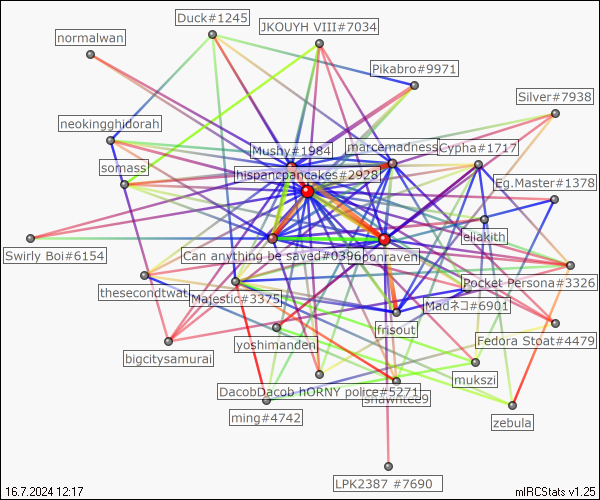 Duck#1245
JKOUYH VIII#7034
normalwan
Pikabro#9971
Silver#7938
neokingghidorah
Mushy#1984
marcemadness
Cypha#1717
somass
hispancpancakes#2928
Eg.Master#1378
eliakith
Swirly Boi#6154
Can anything be saved#0396
ponraven
thesecondtwat
Majestic#3375
Pocket Persona#3326
Madネコ#6901
frisout
bigcitysamurai
yoshimanden
Fedora Stoat#4479
mukszi
DacobDacob hORNY police#5271
shawntee9
ming#4742
zebula
LPK2387 #7690
16.7.2024 12:17
mIRCStats v1.25